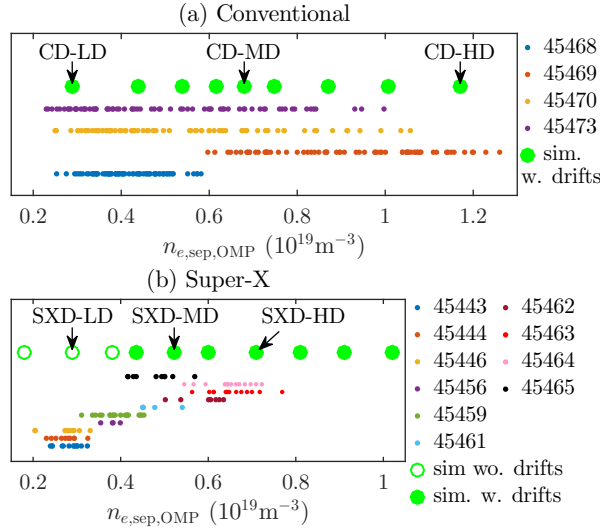 (a) Conventional
CD-LD CD-MD CD-HD
45468
45469
45470
45473
sim.
w. drifts
0.2 0.4 0.6 0.8 1 1.2
n_{e,sep,OMP} (10^{19}m^{-3})
(b) Super-X
SXD-LD SXD-MD SXD-HD
45443 45462
45444 45463
45446 45464
45456 45465
45459
45461
sim wo. drifts
sim. w. drifts
0.2 0.4 0.6 0.8 1
n_{e,sep,OMP} (10^{19}m^{-3})